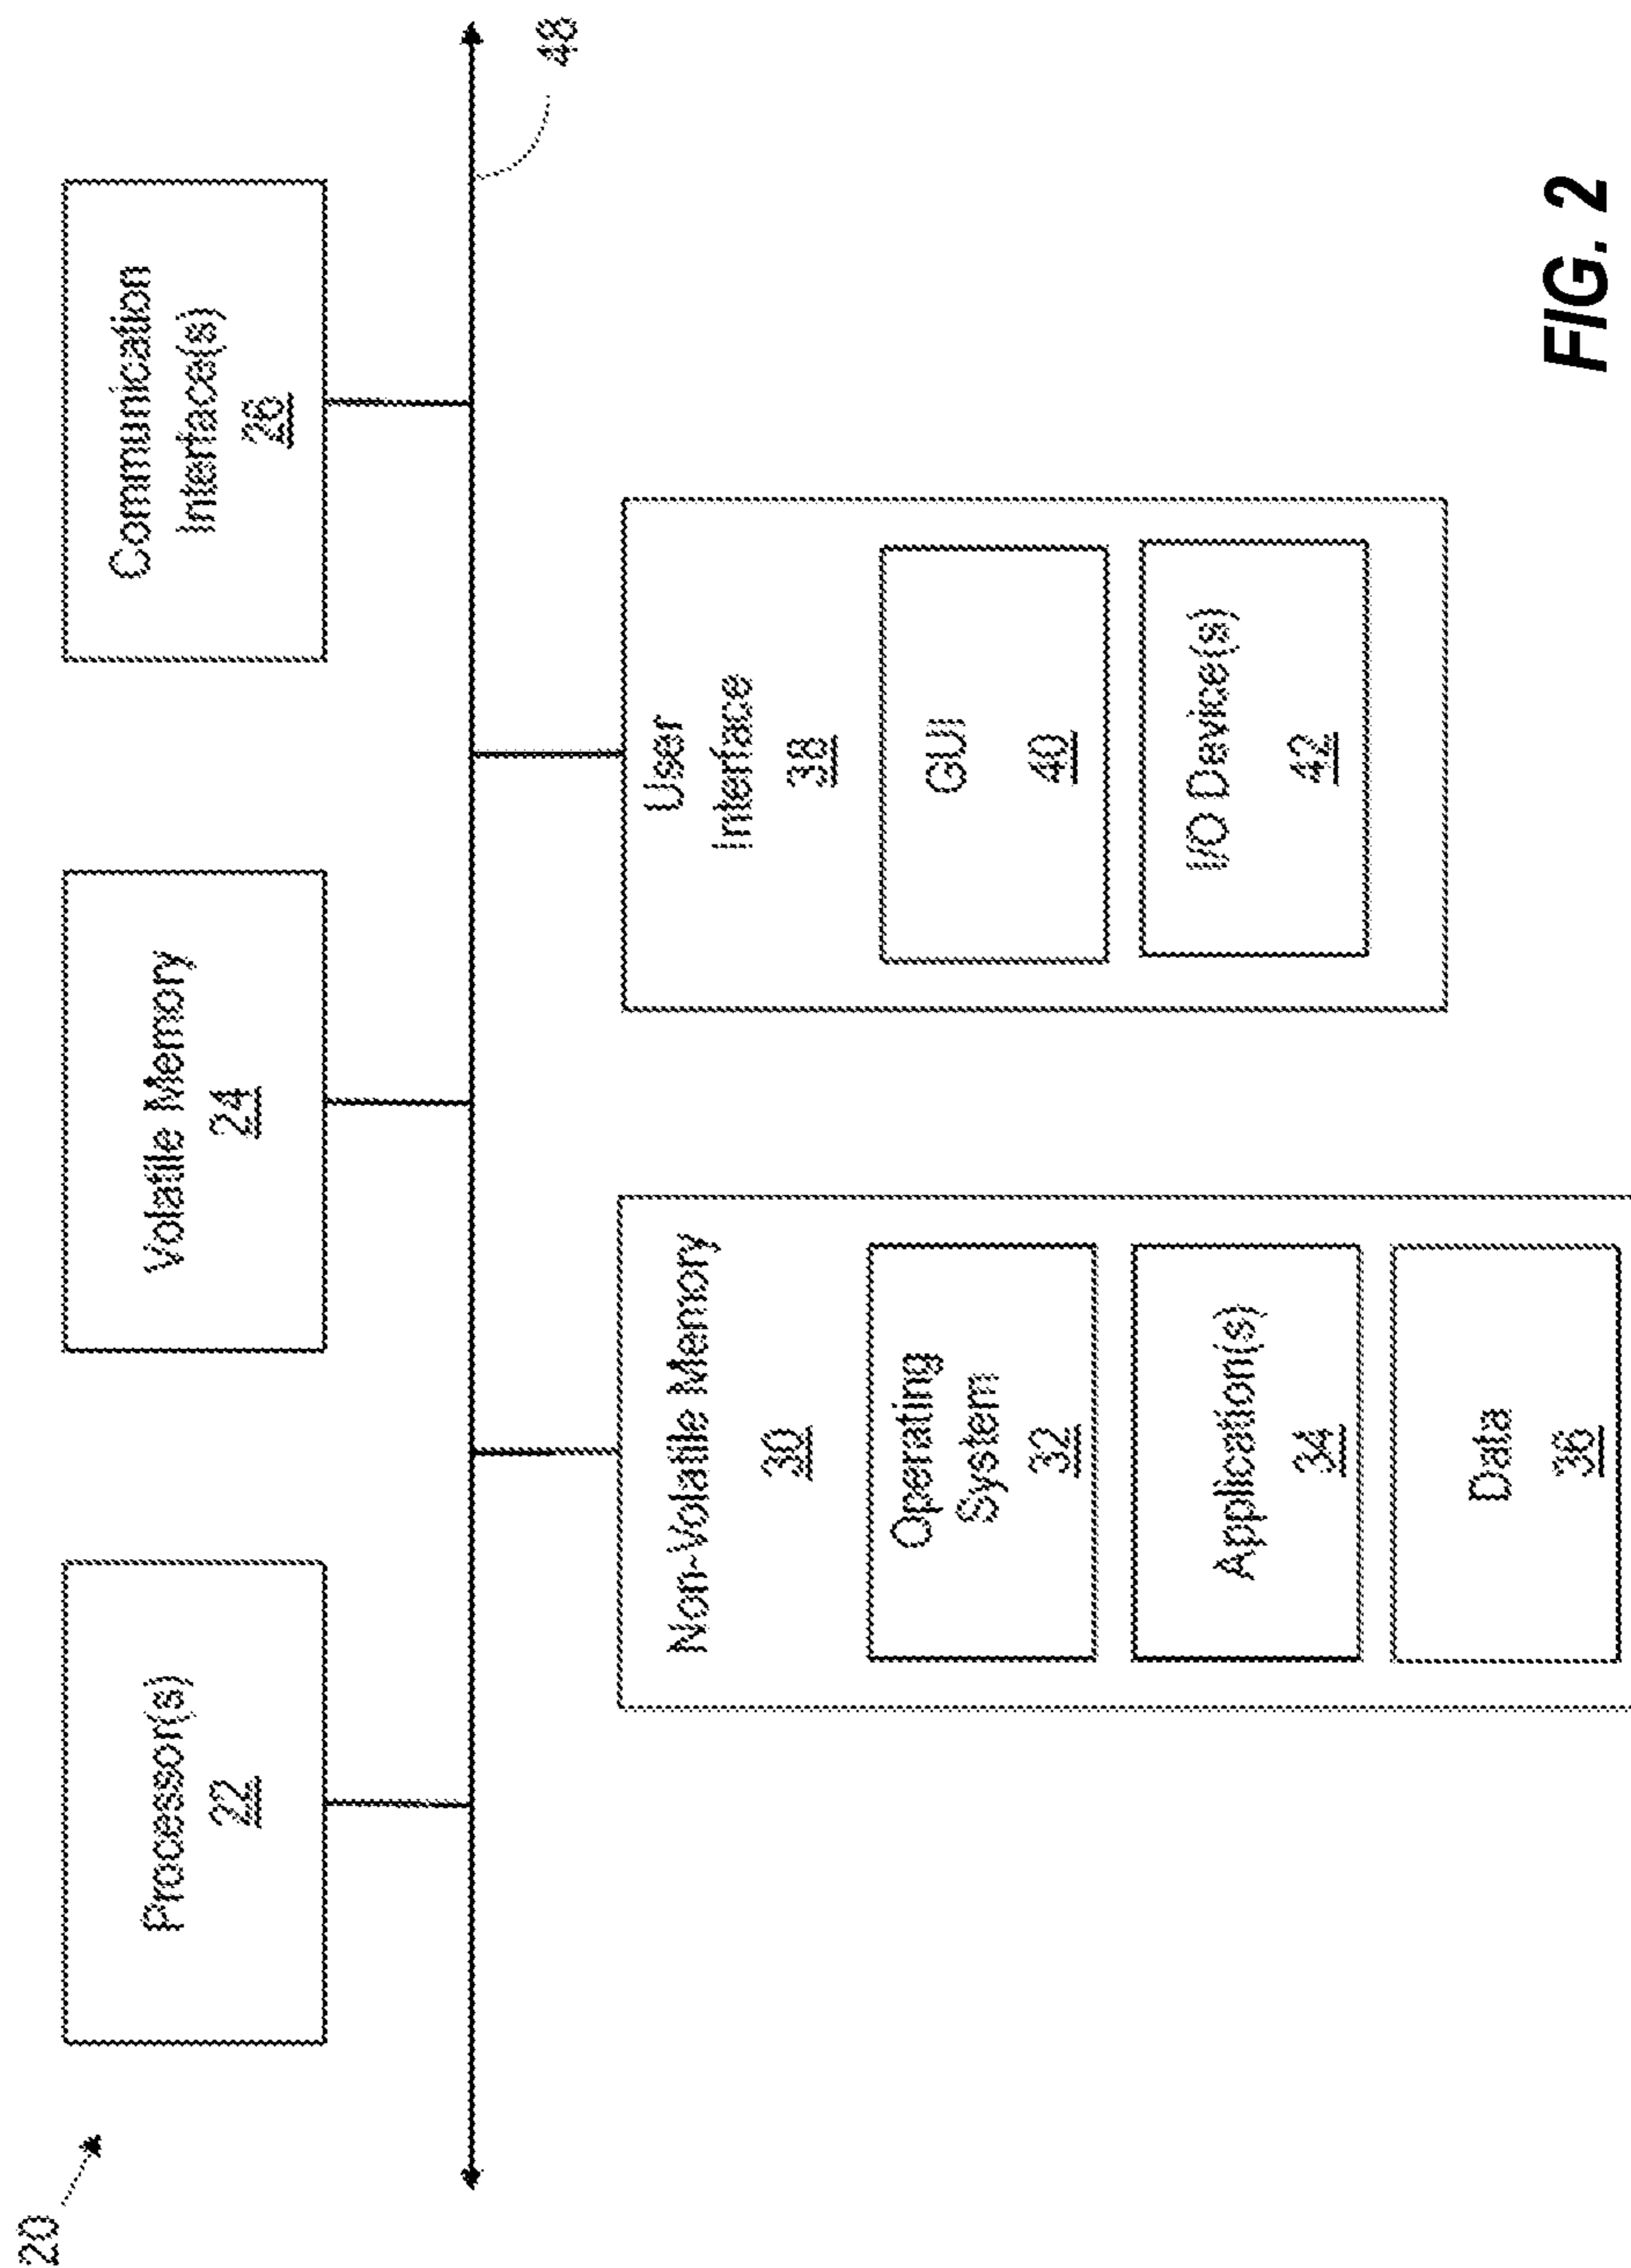 20
Processor(s)
22
Volatile Memory
24
Communication
Interface(s)
26
48
Non-Volatile Memory
30
Operating
System
32
Application(s)
34
Data
36
User
Interface
38
GUI
40
I/O Device(s)
42
FIG. 2